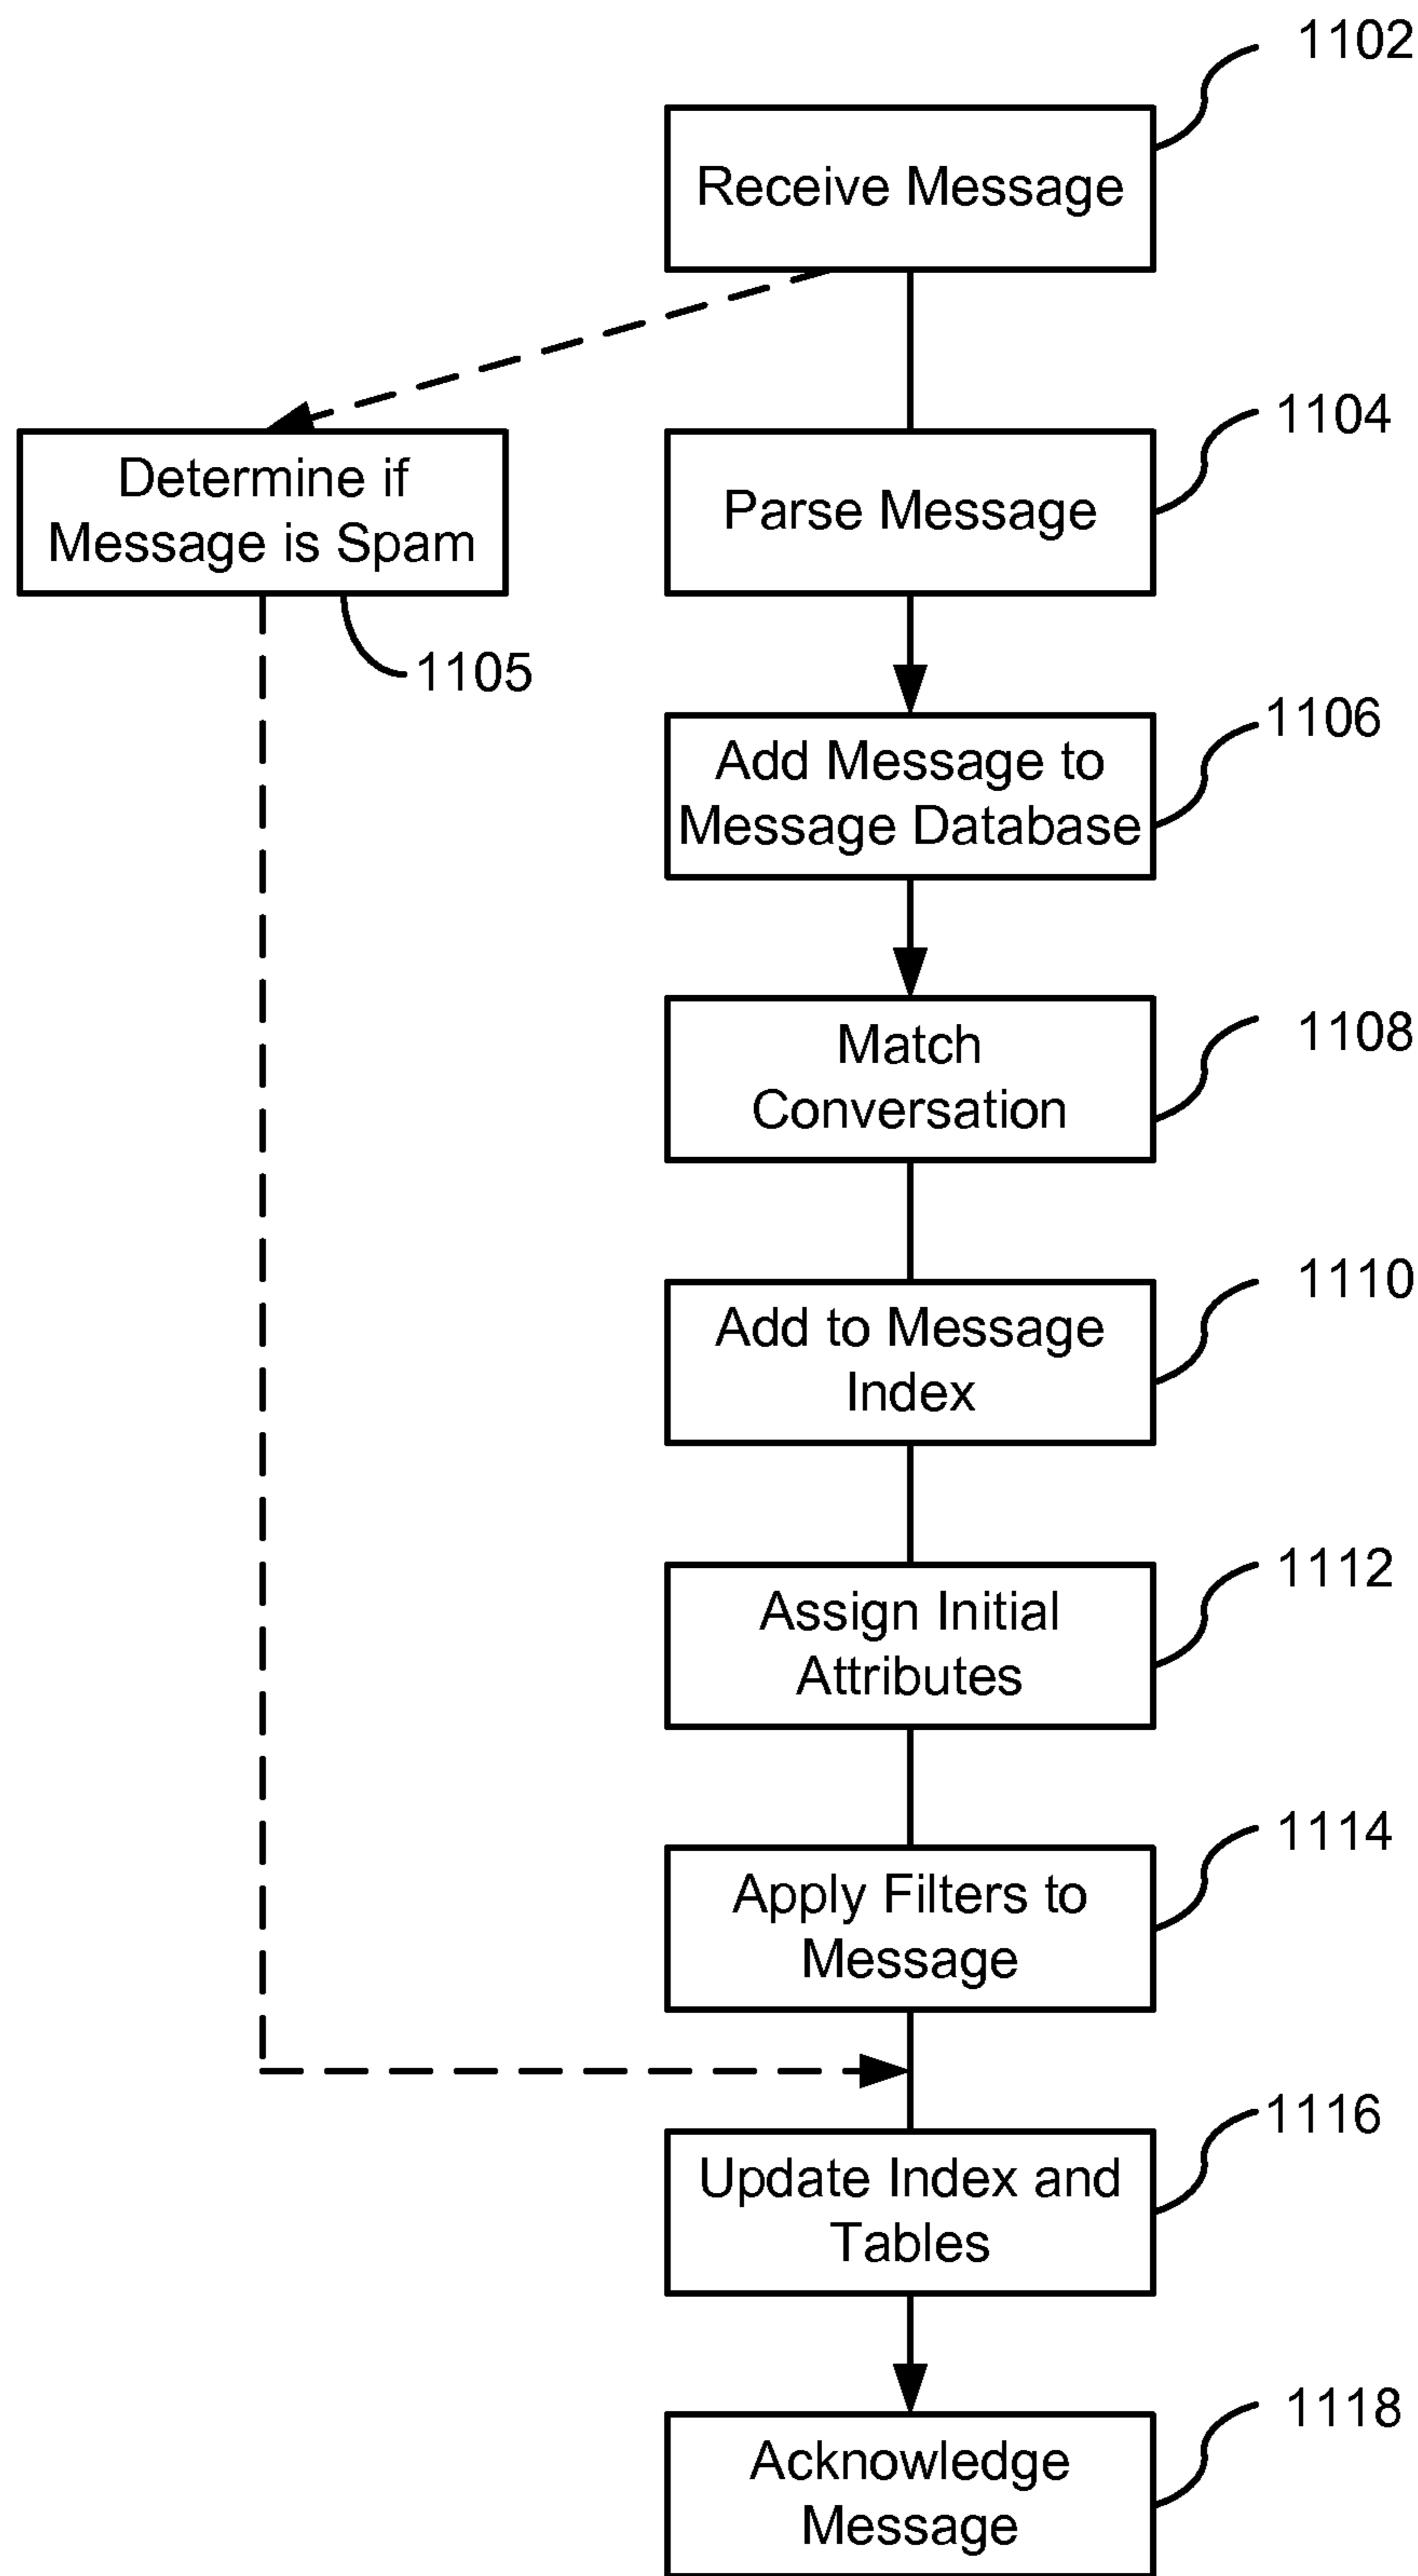 1102
Receive Message
1104
Parse Message
Determine if
Message is Spam
1105
1106
Add Message to
Message Database
1108
Match
Conversation
1110
Add to Message
Index
1112
Assign Initial
Attributes
1114
Apply Filters to
Message
1116
Update Index and
Tables
1118
Acknowledge
Message